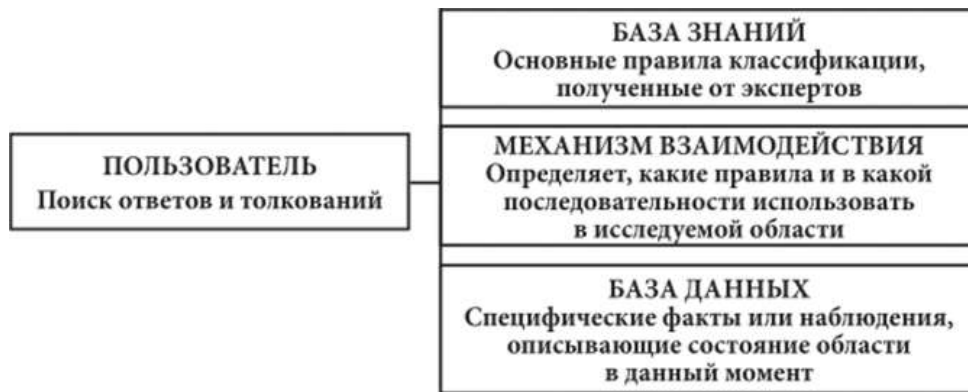 ПОЛЬЗОВАТЕЛЬ
Поиск ответов и толкований
БАЗА ЗНАНИЙ
Основные правила классификации,
полученные от экспертов
МЕХАНИЗМ ВЗАИМОДЕЙСТВИЯ
Определяет, какие правила и в какой
последовательности использовать
в исследуемой области
БАЗА ДАННЫХ
Специфические факты или наблюдения,
описывающие состояние области
в данный момент